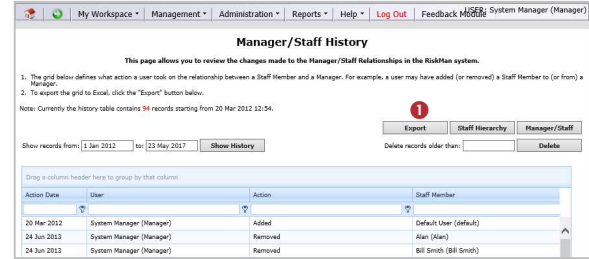 My Workspace Management Administration Reports Help Log Out Feedback Module USER: System Manager (Manager)
Manager/Staff History
This page allows you to review the changes made to the Manager/Staff Relationships in the RiskMan system.
1. The grid below defines what action a user took on the relationship between a Staff Member and a Manager. For example, a user may have added (or removed) a Staff Member to (or from) a
Manager.
2. To export the grid to Excel, click the "Export" button below.
Note: Currently the history table contains 94 records starting from 20 Mar 2012 12:54.
1
Export Staff Hierarchy Manager/Staff
Show records from: 1 Jan 2012 to: 23 May 2017 Show History Delete records older than: Delete
Drag a column header here to group by that column
Action Date User Action Staff Member
20 Mar 2012 System Manager (Manager) Added Default User (default)
24 Jun 2013 System Manager (Manager) Removed Alan (Alan)
24 Jun 2013 System Manager (Manager) Removed Bill Smith (Bill Smith)